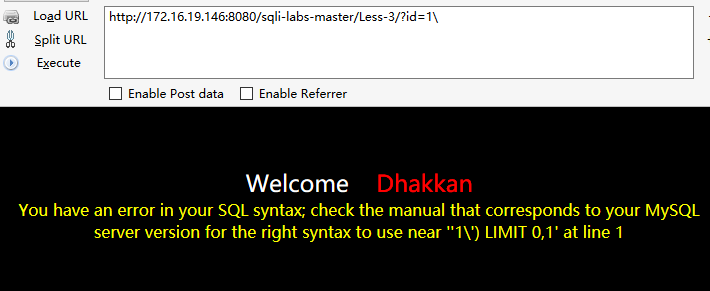 Load URL
http://172.16.19.146:8080/sqli-labs-master/Less-3/?id=1\
Split URL
Execute
Enable Post data Enable Referrer
Welcome Dhakkan
You have an error in your SQL syntax; check the manual that corresponds to your MySQL
server version for the right syntax to use near ''1\') LIMIT 0,1' at line 1